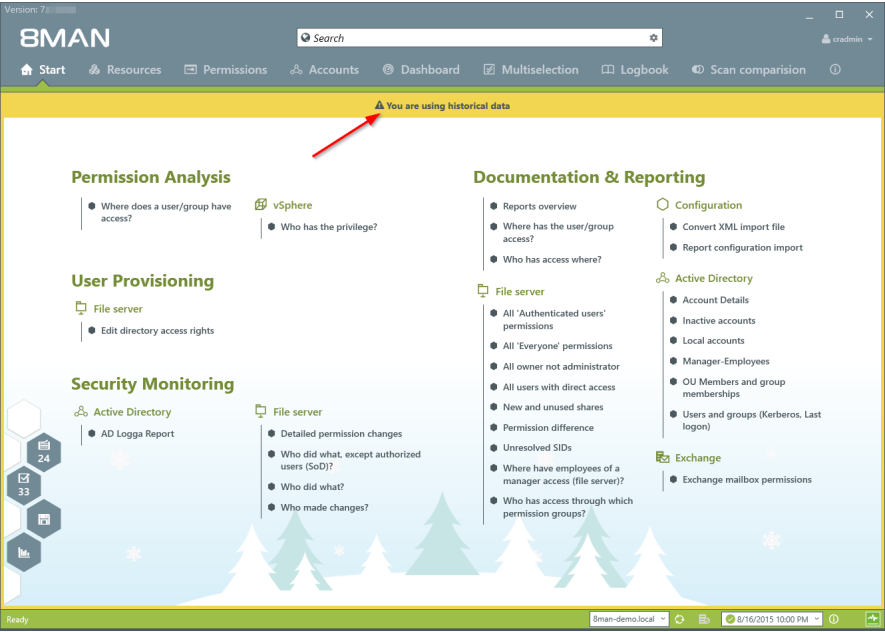 Version: 7.
8MAN
Search
cradmin
Start
Resources
Permissions
Accounts
Dashboard
Multiselection
Logbook
Scan comparision
You are using historical data
Permission Analysis
Where does a user/group have
access?
vSphere
Who has the privilege?
User Provisioning
File server
Edit directory access rights
Security Monitoring
Active Directory
AD Logga Report
File server
Detailed permission changes
Who did what, except authorized
users (SoD)?
Who did what?
Who made changes?
Documentation & Reporting
Reports overview
Where has the user/group
access?
Who has access where?
File server
All 'Authenticated users'
permissions
All 'Everyone' permissions
All owner not administrator
All users with direct access
New and unused shares
Permission difference
Unresolved SIDs
Where have employees of a
manager access (file server)?
Who has access through which
permission groups?
Configuration
Convert XML import file
Report configuration import
Active Directory
Account Details
Inactive accounts
Local accounts
Manager-Employees
OU Members and group
memberships
Users and groups (Kerberos, Last
logon)
Exchange
Exchange mailbox permissions
24
33
Ready
8man-demo.local
8/16/2015 10:00 PM